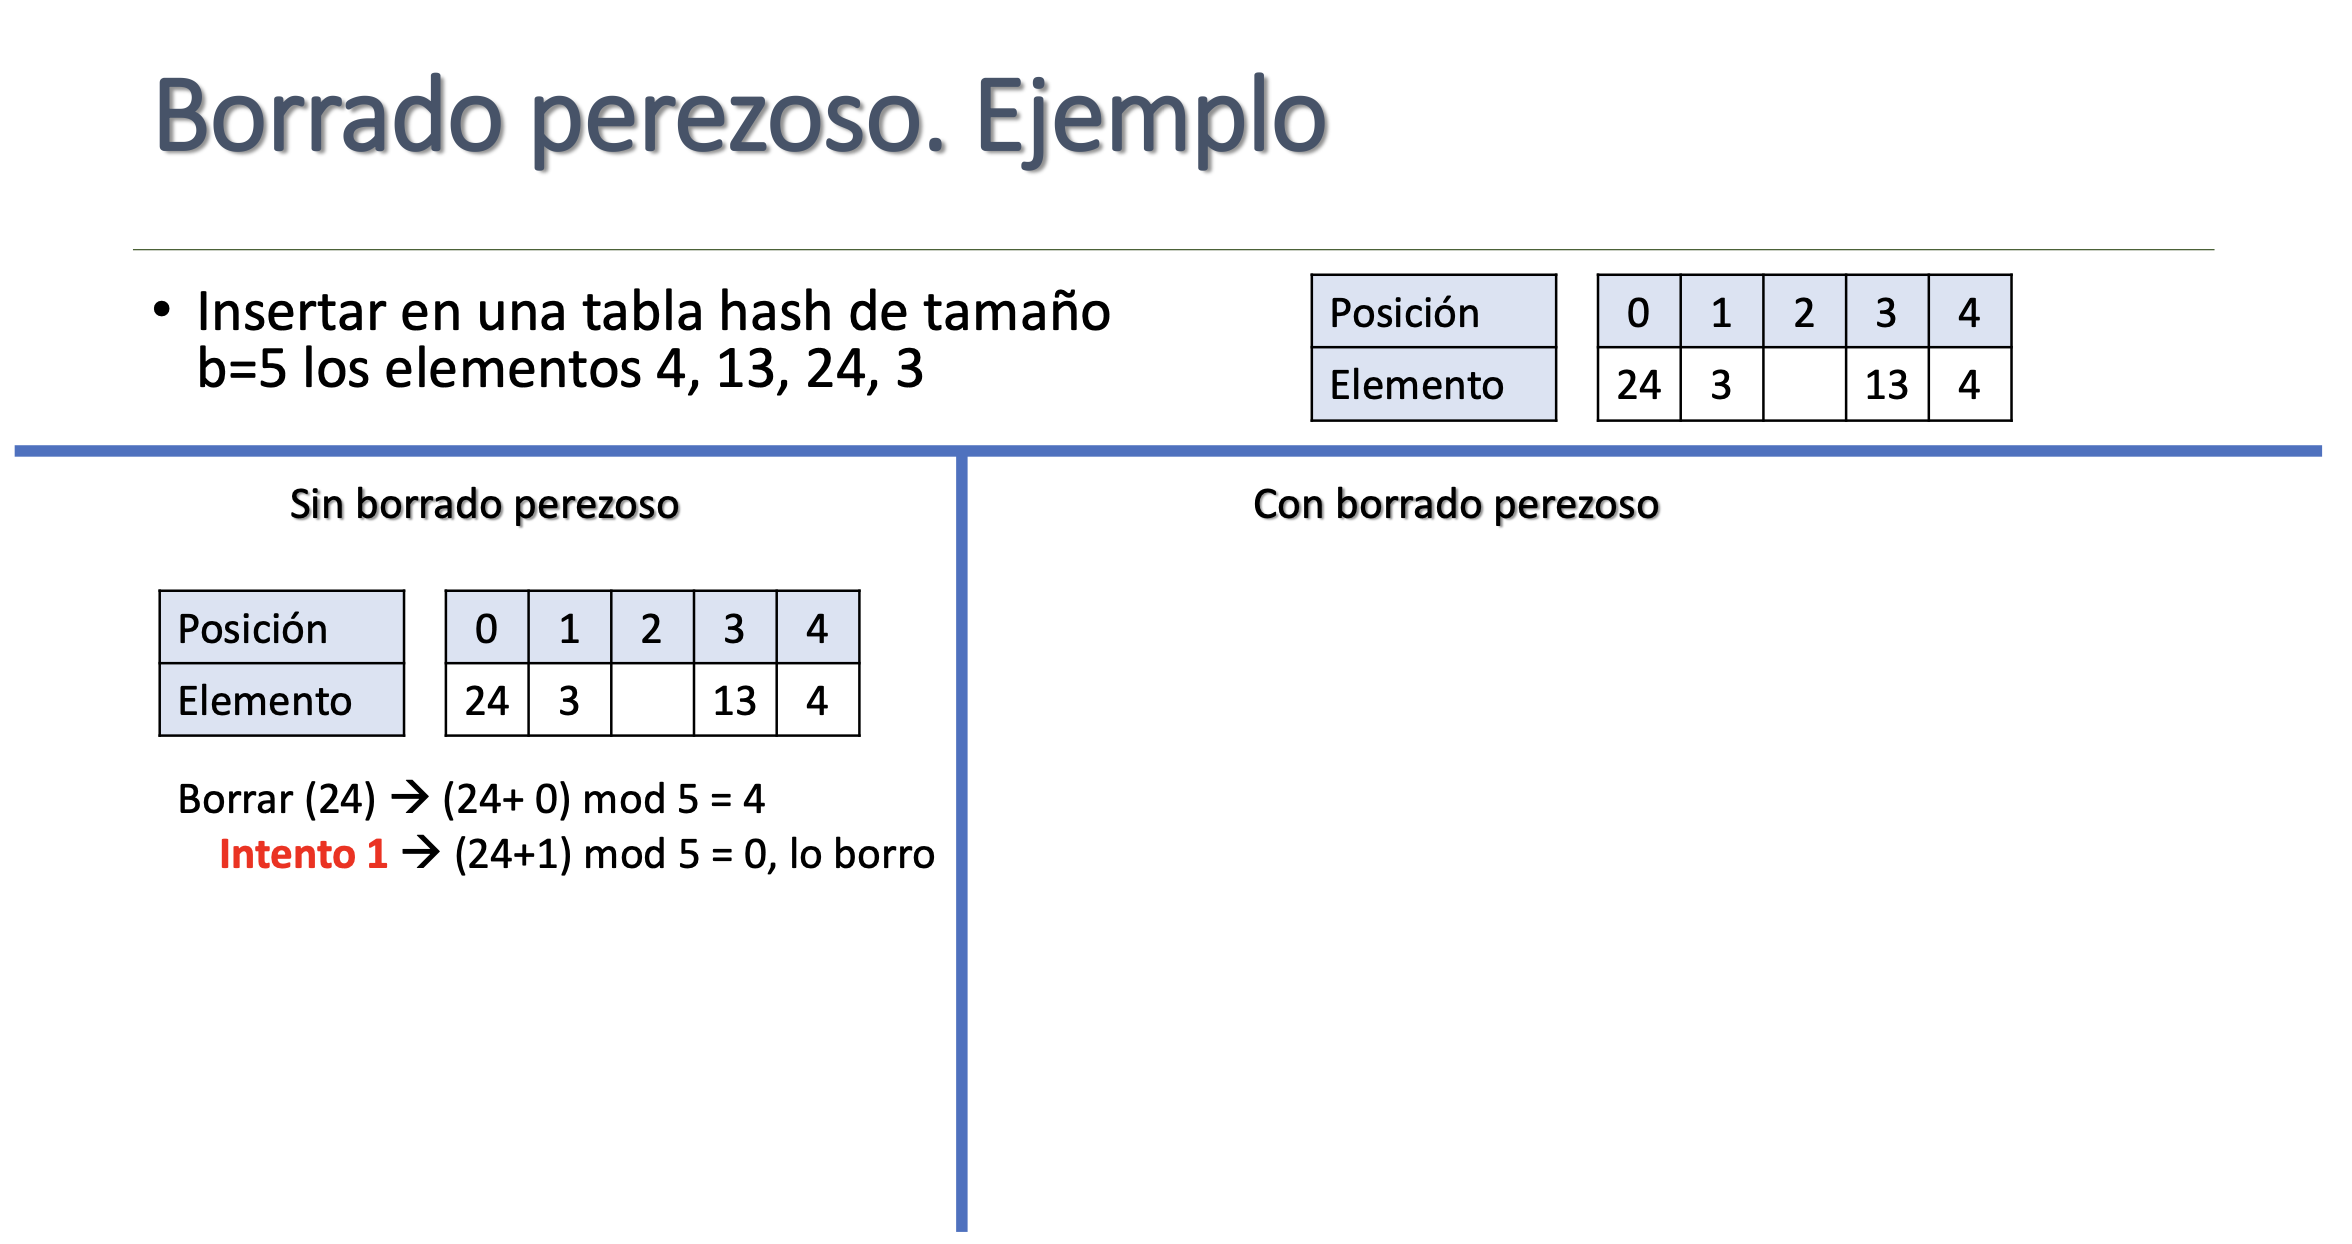 Borrado perezoso. Ejemplo
• Insertar en una tabla hash de tamaño
b=5 los elementos 4, 13, 24, 3
Posición 0 1 2 3 4
Elemento 24 3 13 4
Sin borrado perezoso
Posición 0 1 2 3 4
Elemento 24 3 13 4
Borrar (24) → (24+ 0) mod 5 = 4
Intento 1 → (24+1) mod 5 = 0, lo borro
Con borrado perezoso